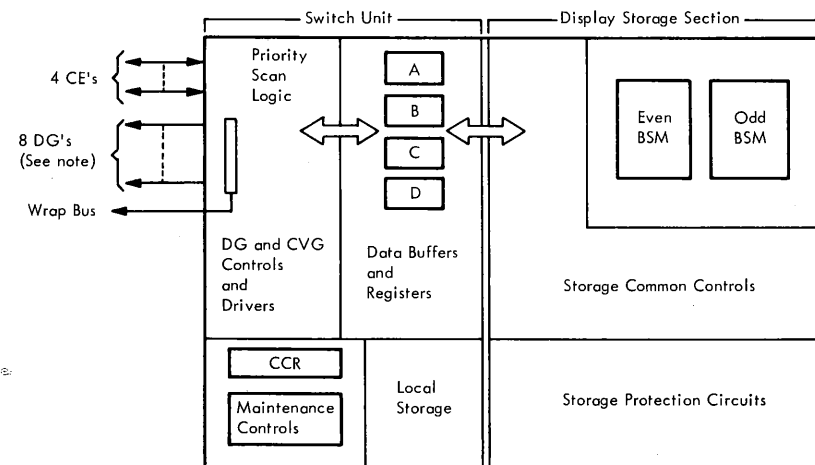 Switch Unit
Display Storage Section
4 CE's
8 DG's
(See note)
Wrap Bus
Priority
Scan
Logic
DG and CVG
Controls
and
Drivers
A
B
C
D
Data Buffers
and
Registers
Even
BSM
Odd
BSM
Storage Common Controls
CCR
Maintenance
Controls
Local
Storage
Storage Protection Circuits